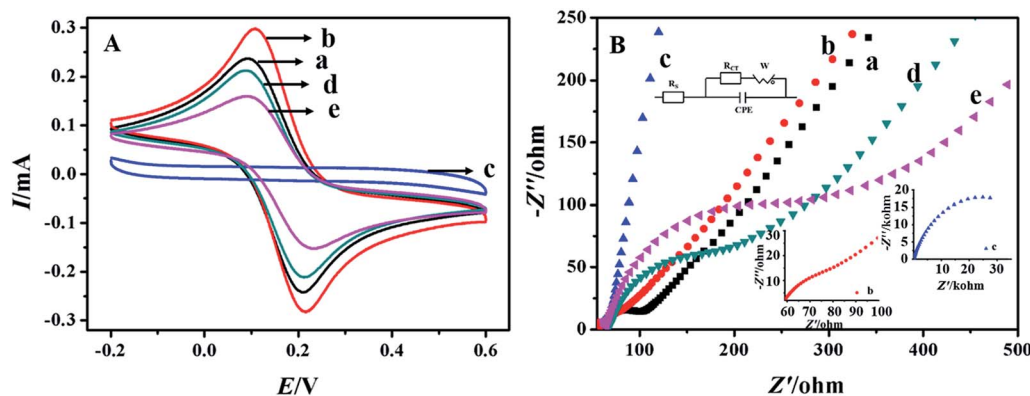 A
0.3
0.2
0.1
0.0
-0.1
-0.2
-0.3
I/mA
-0.2 0.0 0.2 0.4 0.6
E/V
b
a
d
e
c
B
250
200
150
100
50
0
-Z''/ohm
100 200 300 400 500
Z'/ohm
c
b
a
d
e
R_S
R_CT
W
CPE
30
20
10
-Z''/ohm
60 70 80 90 100
Z'/ohm
b
20
15
10
5
0
-Z''/kohm
10 20 30
Z'/kohm
c